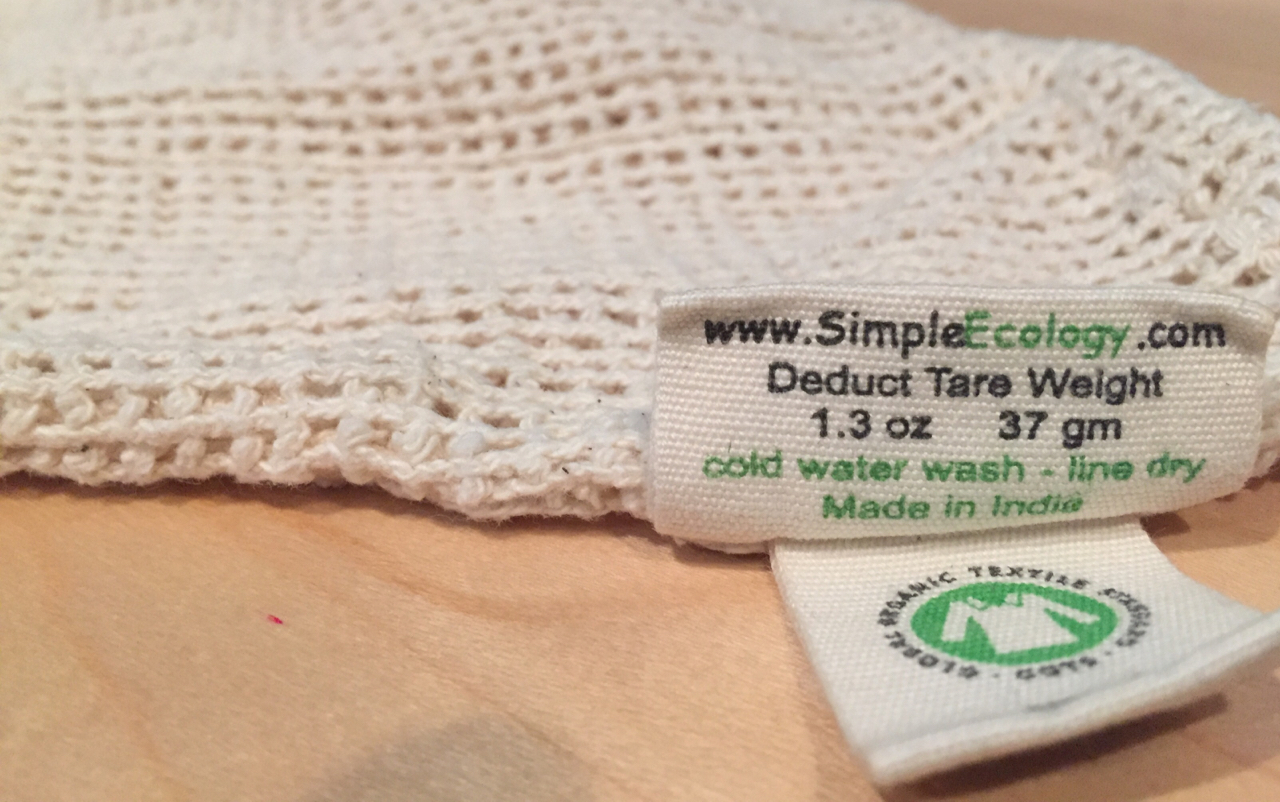 www.SimpleEcology.com
Deduct Tare Weight
1.3 oz 37 gm
cold water wash - line dry
Made in India
GLOBAL ORGANIC TEXTILE STANDARD · GOTS ·